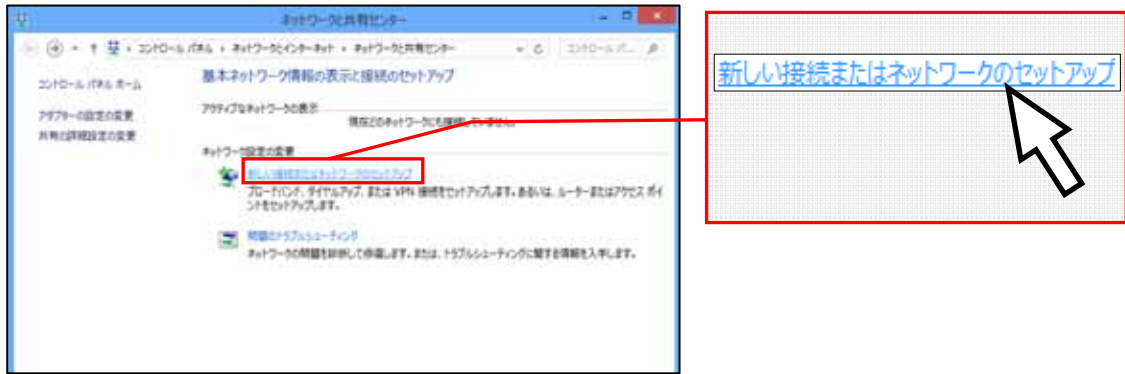 ネットワークと共有センター
コントロール パネル ネットワークとインターネット ネットワークと共有センター コントロール パ...
コントロール パネル ホーム
アダプターの設定の変更
共有の詳細設定の変更
基本ネットワーク情報の表示と接続のセットアップ
アクティブなネットワークの表示
現在どのネットワークにも接続していません。
ネットワーク設定の変更
新しい接続またはネットワークのセットアップ
ブロードバンド、ダイヤルアップ、または VPN 接続をセットアップします。あるいは、ルーターまたはアクセス ポイ
ントをセットアップします。
問題のトラブルシューティング
ネットワークの問題を診断して修復します。または、トラブルシューティングに関する情報を入手します。
新しい接続またはネットワークのセットアップ